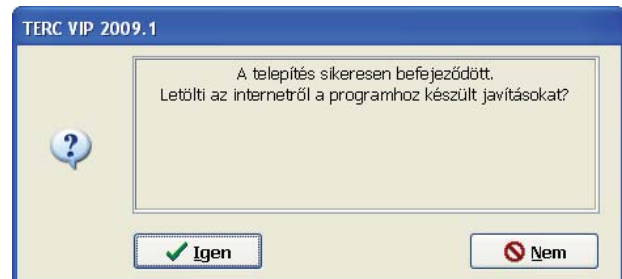 TERC VIP 2009.1
A telepítés sikeresen befejeződött.
Letölti az internetről a programhoz készült javításokat?
Igen
Nem